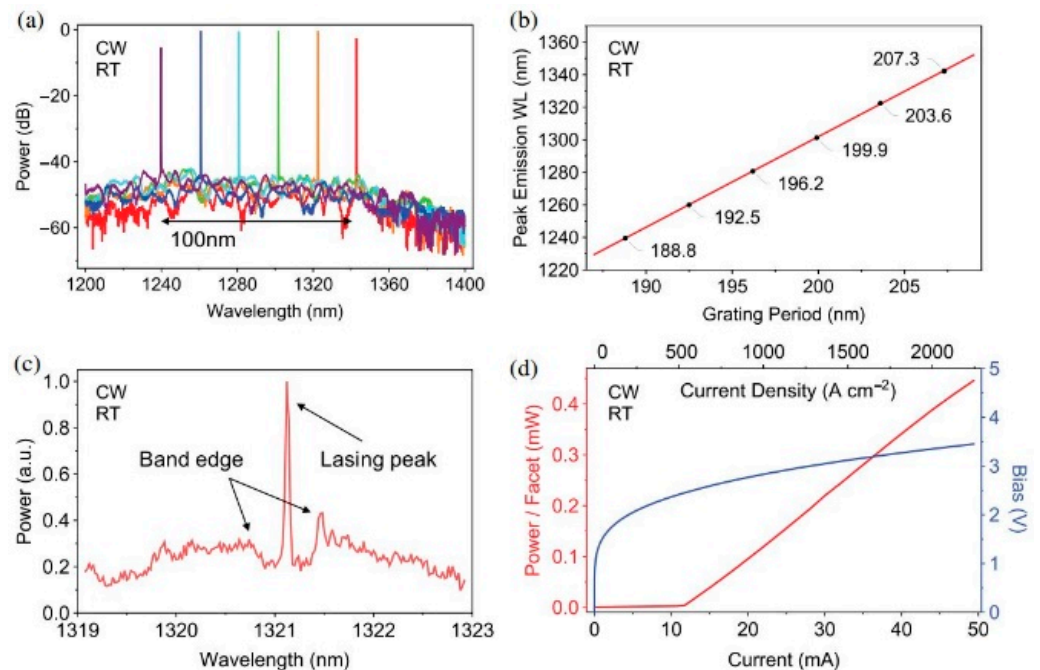 (a)
CW
RT
0
−20
−40
−60
Power (dB)
100nm
1200 1240 1280 1320 1360 1400
Wavelength (nm)
(b)
CW
RT
1360
1340
1320
1300
1280
1260
1240
1220
Peak Emission WL (nm)
207.3
203.6
199.9
196.2
192.5
188.8
190 195 200 205
Grating Period (nm)
(c)
CW
RT
1.0
0.8
0.6
0.4
0.2
0.0
Power (a.u.)
Band edge
Lasing peak
1319 1320 1321 1322 1323
Wavelength (nm)
0 500 1000 1500 2000
(d)
CW
RT
Current Density (A cm⁻²)
0.4
0.3
0.2
0.1
0.0
Power / Facet (mW)
5
4
3
2
1
0
Bias (V)
0 10 20 30 40 50
Current (mA)